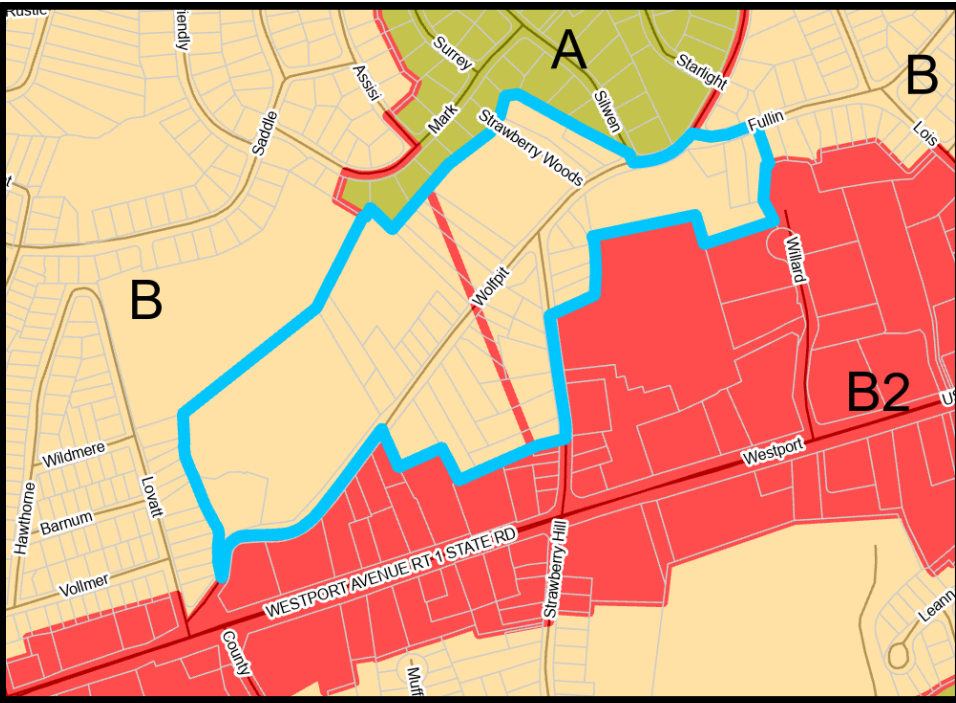 Rustic
iendly
Surrey
A
Starlight
B
Assisi
Mark
Silwen
Saddle
Strawberry Woods
Fullin
Lois
t
Willard
Wolfpit
B
B2
US
Westport
Wildmere
Lovatt
Hawthorne
Barnum
WESTPORT AVENUE RT 1 STATE RD
Strawberry Hill
Vollmer
Leann
County
Muff